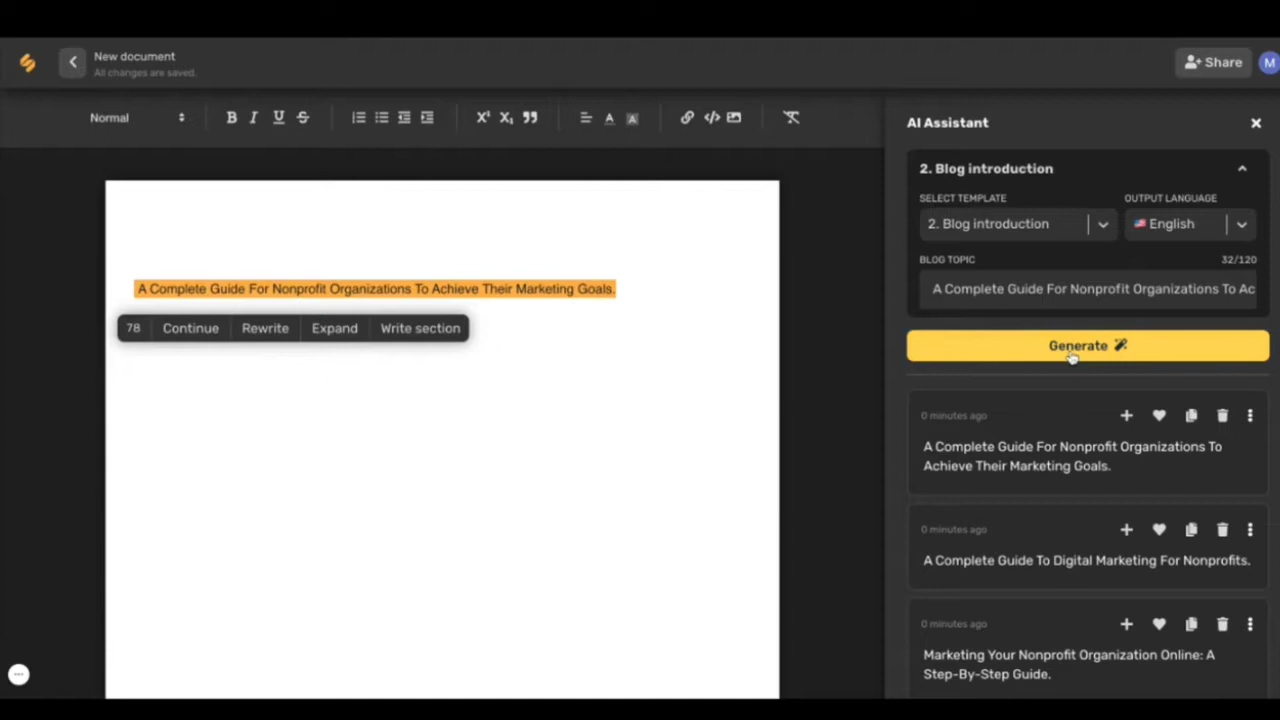 New document
All changes are saved.
Share
M
Normal
B I U S
X² X₂
A A
A Complete Guide For Nonprofit Organizations To Achieve Their Marketing Goals.
78 Continue Rewrite Expand Write section
AI Assistant
2. Blog introduction
SELECT TEMPLATE OUTPUT LANGUAGE
2. Blog introduction English
BLOG TOPIC 32/120
A Complete Guide For Nonprofit Organizations To Ac
Generate
0 minutes ago
A Complete Guide For Nonprofit Organizations To
Achieve Their Marketing Goals.
0 minutes ago
A Complete Guide To Digital Marketing For Nonprofits.
0 minutes ago
Marketing Your Nonprofit Organization Online: A
Step-By-Step Guide.